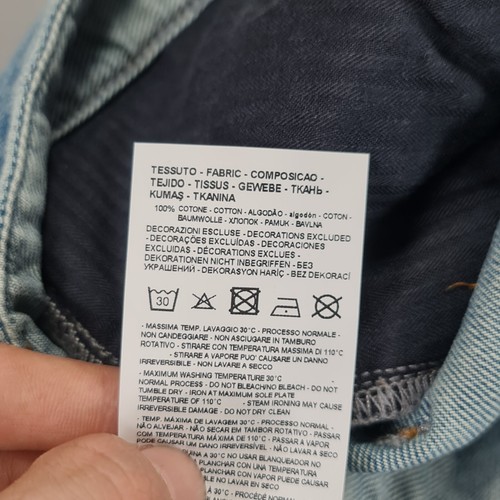 TESSUTO - FABRIC - COMPOSICAO -
TEJIDO - TISSUS - GEWEBE - ТКАНЬ -
KUMAŞ - TKANINA
100% COTONE - COTTON - ALGODÃO - algodón - COTON -
BAUMWOLLE - ХЛОПОК - PAMUK - BAVLNA
DECORAZIONI ESCLUSE - DECORATIONS EXCLUDED
- DECORAÇÕES EXCLUÍDAS - DECORACIONES
EXCLUIDAS - DÉCORATIONS EXCLUES -
DEKORATIONEN NICHT INBEGRIFFEN - БЕЗ
УКРАШЕНИЙ - DEKORASYON HARİÇ - BEZ DEKORACÍ
30
- MASSIMA TEMP. LAVAGGIO 30°C - PROCESSO NORMALE -
NON CANDEGGIARE - NON ASCIUGARE IN TAMBURO
ROTATIVO - STIRARE CON TEMPERATURA MASSIMA DI 110°C
- STIRARE A VAPORE PUO' CAUSARE UN DANNO
IRREVERSIBILE - NON LAVARE A SECCO
- MAXIMUM WASHING TEMPERATURE 30°C
NORMAL PROCESS - DO NOT BLEACH - DO NOT
TUMBLE DRY - IRON AT MAXIMUM SOLE PLATE
TEMPERATURE OF 110°C - STEAM IRONING MAY CAUSE
IRREVERSIBLE DAMAGE - DO NOT DRY CLEAN
- TEMP. MÁXIMA DE LAVAGEM 30°C - PROCESSO NORMAL -
NÃO ALVEJAR - NÃO SECAR EM TAMBOR ROTATIVO - PASSAR
COM TEMPERATURA MÁXIMA DE 110°C - PASSAR A VAPOR
PODE CAUSAR UM DANO IRREVERSÍVEL - NÃO LAVAR A SECO
A 30°C NO USAR BLANQUEADOR NO
PLANCHAR CON UNA TEMPERATURA
PLANCHAR CON VAPOR PUEDE CAUSAR